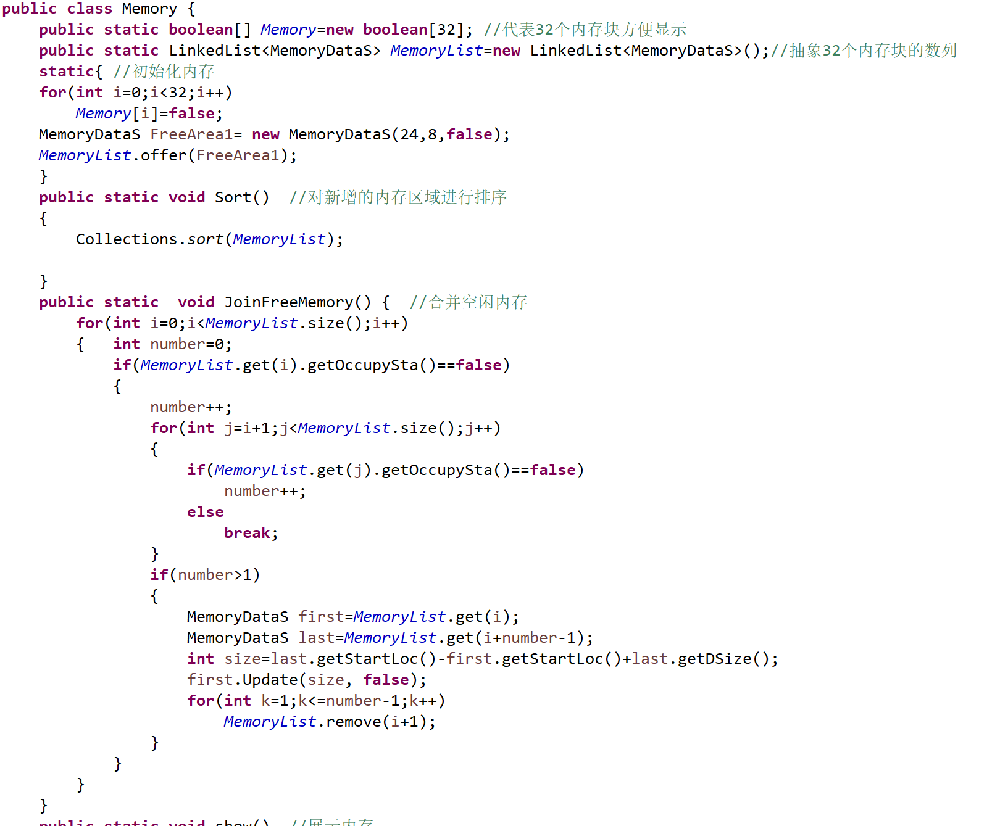 public class Memory {
    public static boolean[] Memory=new boolean[32]; //代表32个内存块方便显示
    public static LinkedList<MemoryDataS> MemoryList=new LinkedList<MemoryDataS>();//抽象32个内存块的数列
    static{ //初始化内存
    for(int i=0;i<32;i++)
        Memory[i]=false;
    MemoryDataS FreeArea1= new MemoryDataS(24,8,false);
    MemoryList.offer(FreeArea1);
    }
    public static void Sort()  //对新增的内存区域进行排序
    {
        Collections.sort(MemoryList);

    }
    public static  void JoinFreeMemory() {  //合并空闲内存
        for(int i=0;i<MemoryList.size();i++)
        {   int number=0;
            if(MemoryList.get(i).getOccupySta()==false)
            {
                number++;
                for(int j=i+1;j<MemoryList.size();j++)
                {
                    if(MemoryList.get(j).getOccupySta()==false)
                        number++;
                    else
                        break;
                }
                if(number>1)
                {
                    MemoryDataS first=MemoryList.get(i);
                    MemoryDataS last=MemoryList.get(i+number-1);
                    int size=last.getStartLoc()-first.getStartLoc()+last.getDSize();
                    first.Update(size, false);
                    for(int k=1;k<=number-1;k++)
                        MemoryList.remove(i+1);
                }
            }
        }
    }
    public static void show()  //展示内存